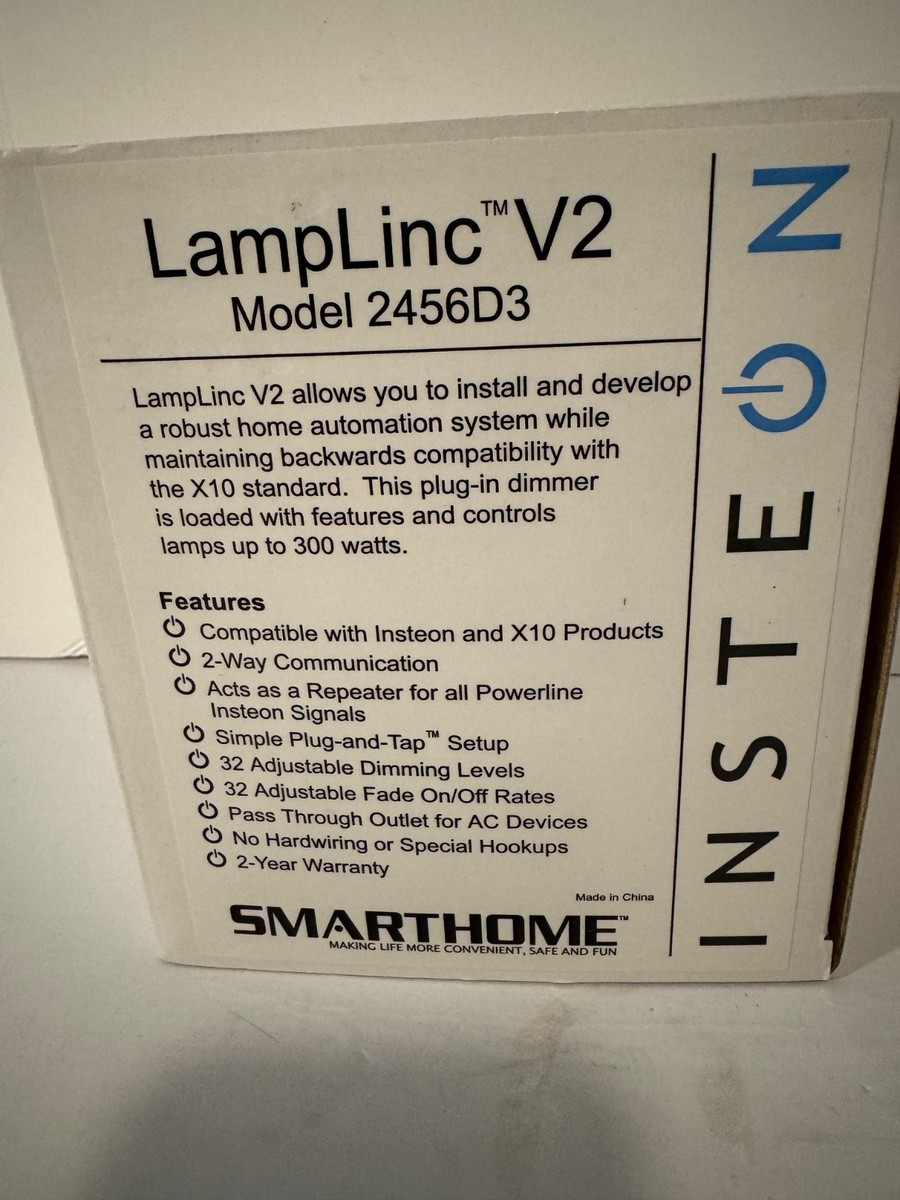 LampLinc™ V2
Model 2456D3
LampLinc V2 allows you to install and develop
a robust home automation system while
maintaining backwards compatibility with
the X10 standard. This plug-in dimmer
is loaded with features and controls
lamps up to 300 watts.
Features
Compatible with Insteon and X10 Products
2-Way Communication
Acts as a Repeater for all Powerline
Insteon Signals
Simple Plug-and-Tap™ Setup
32 Adjustable Dimming Levels
32 Adjustable Fade On/Off Rates
Pass Through Outlet for AC Devices
No Hardwiring or Special Hookups
2-Year Warranty
Made in China
SMARTHOME™
MAKING LIFE MORE CONVENIENT, SAFE AND FUN
INSTEON